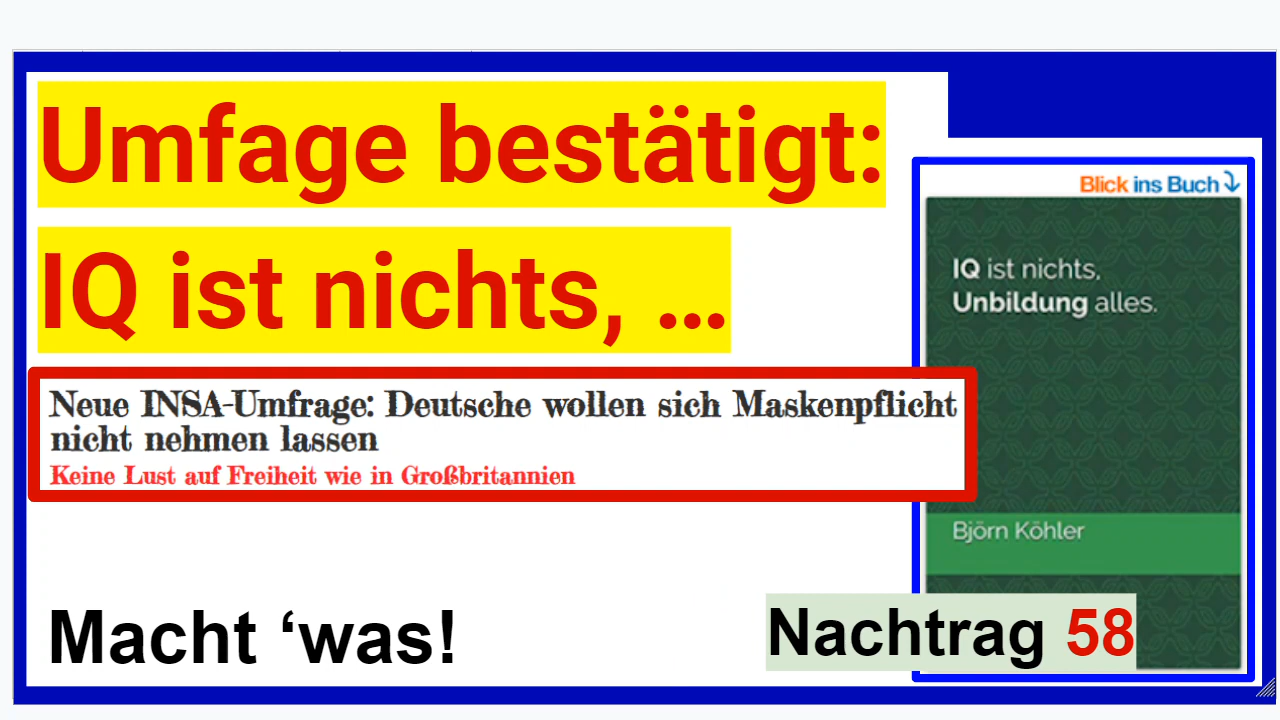 Umfage bestätigt:
IQ ist nichts, ...
Blick ins Buch
IQ ist nichts,
Unbildung alles.
Neue INSA-Umfrage: Deutsche wollen sich Maskenpflicht
nicht nehmen lassen
Keine Lust auf Freiheit wie in Großbritannien
Björn Köhler
Macht ‘was!
Nachtrag 58